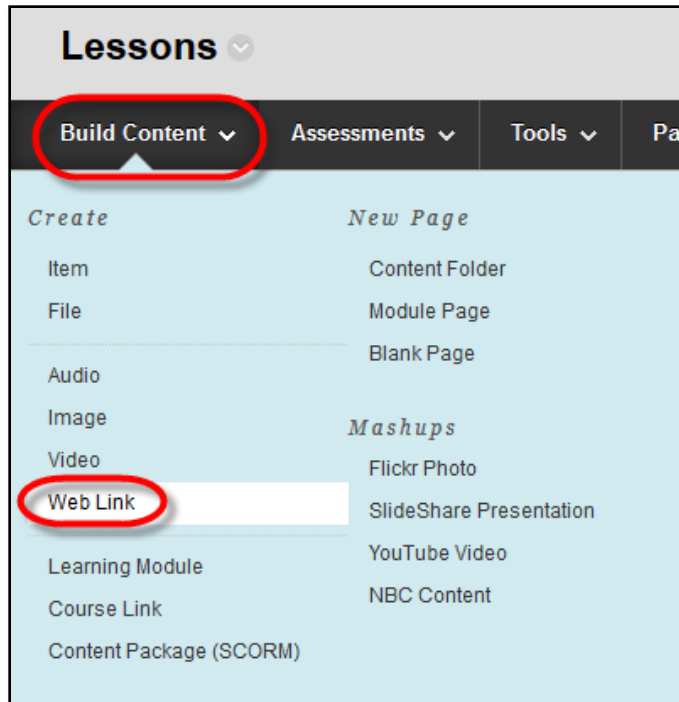 Lessons
Build Content
Assessments
Tools
Pa
Create
Item
File
Audio
Image
Video
Web Link
Learning Module
Course Link
Content Package (SCORM)
New Page
Content Folder
Module Page
Blank Page
Mashups
Flickr Photo
SlideShare Presentation
YouTube Video
NBC Content